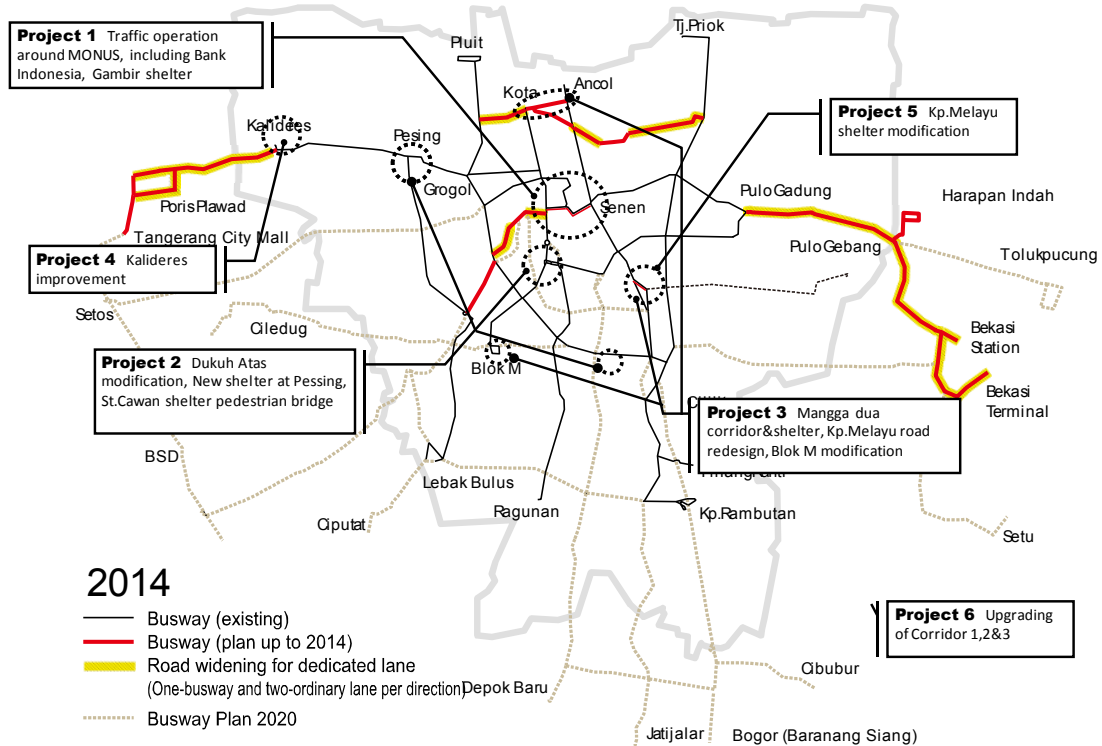 Project 1 Traffic operation
around MONUS, including Bank
Indonesia, Gambir shelter
Pluit
Tj.Priok
Kota
Ancol
Project 5 Kp.Melayu
shelter modification
Kalidees
Pesing
Grogol
Senen
PuloGadung
Harapan Indah
PorisPlawad
Tangerang City Mall
PuloGebang
Tolukpucung
Project 4 Kalideres
improvement
Setos
Ciledug
Bekasi
Station
Project 2 Dukuh Atas
modification, New shelter at Pessing,
St.Cawan shelter pedestrian bridge
Blok M
Bekasi
Terminal
Project 3 Mangga dua
corridor&shelter, Kp.Melayu road
redesign, Blok M modification
BSD
Lebak Bulus
Ragunan
Kp.Rambutan
Ciputat
Setu
2014
Busway (existing)
Busway (plan up to 2014)
Road widening for dedicated lane
(One-busway and two-ordinary lane per direction)
Busway Plan 2020
Project 6 Upgrading
of Corridor 1,2&3
Cibubur
Depok Baru
Jatijalar
Bogor (Baranang Siang)